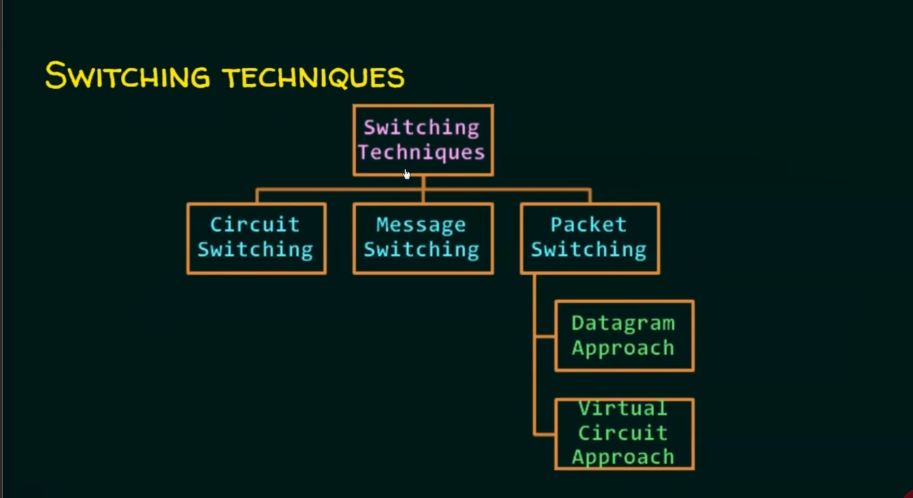 SWITCHING TECHNIQUES
Switching
Techniques
Circuit
Switching
Message
Switching
Packet
Switching
Datagram
Approach
Virtual
Circuit
Approach